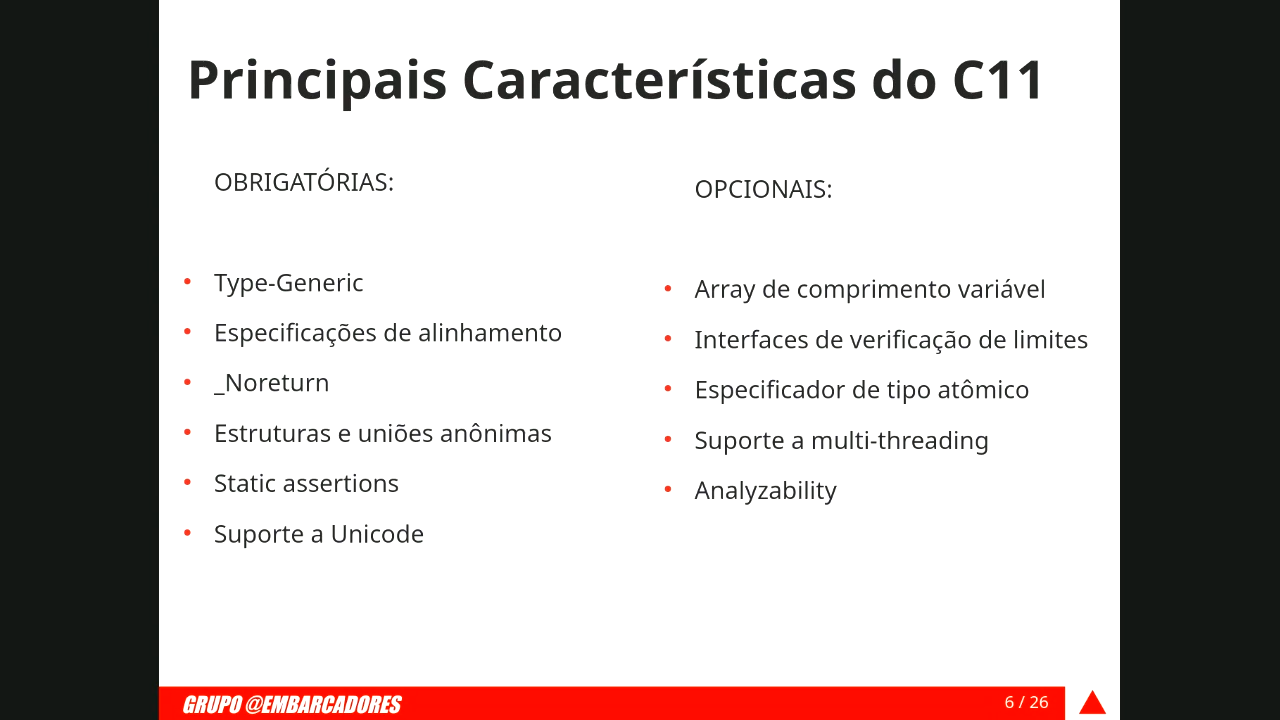 Principais Características do C11
OBRIGATÓRIAS:
Type-Generic
Especificações de alinhamento
_Noreturn
Estruturas e uniões anônimas
Static assertions
Suporte a Unicode
OPCIONAIS:
Array de comprimento variável
Interfaces de verificação de limites
Especificador de tipo atômico
Suporte a multi-threading
Analyzability
GRUPO @EMBARCADORES
6 / 26